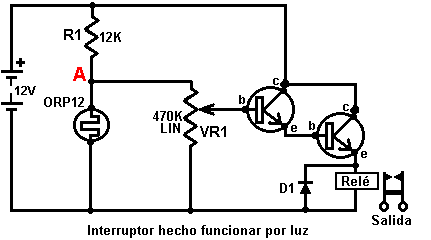 R1 12K
A
12V
ORP12
470K
LIN
VR1
b
c
e
b
c
e
D1
Relé
Salida
Interruptor hecho funcionar por luz